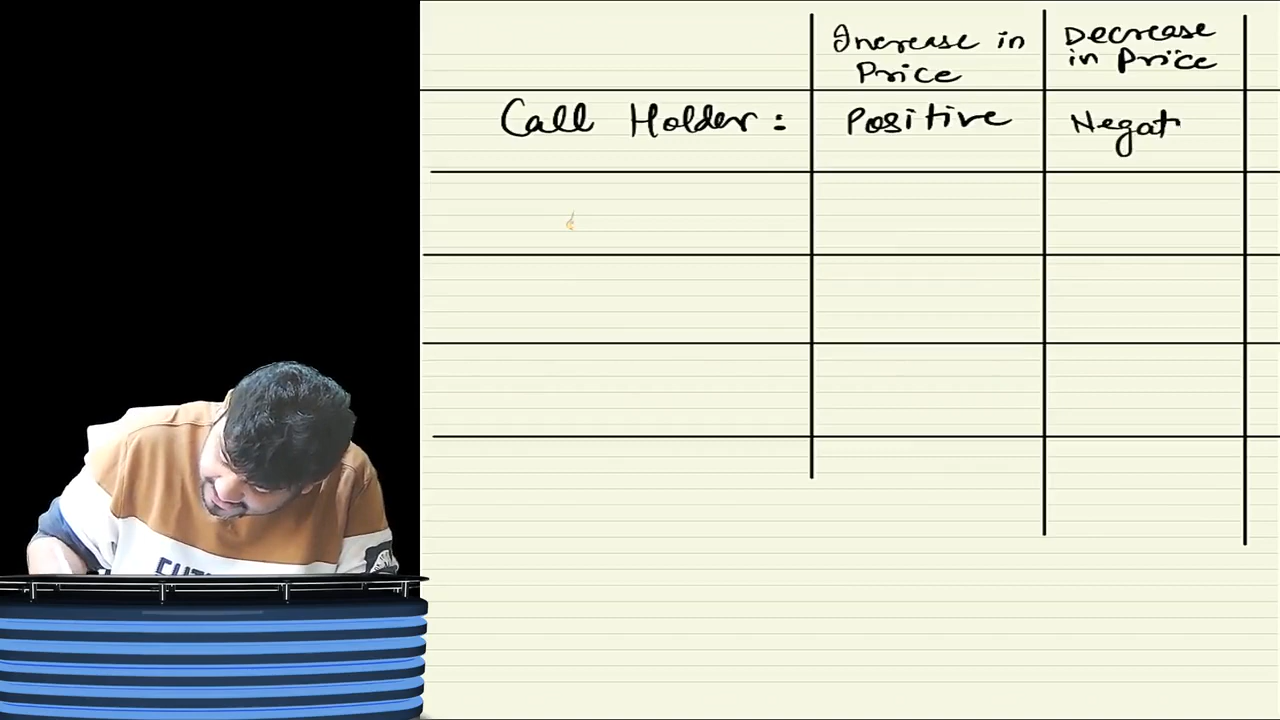 Increase in
Price
Decrease
in Price
Call Holder : Positive Negat